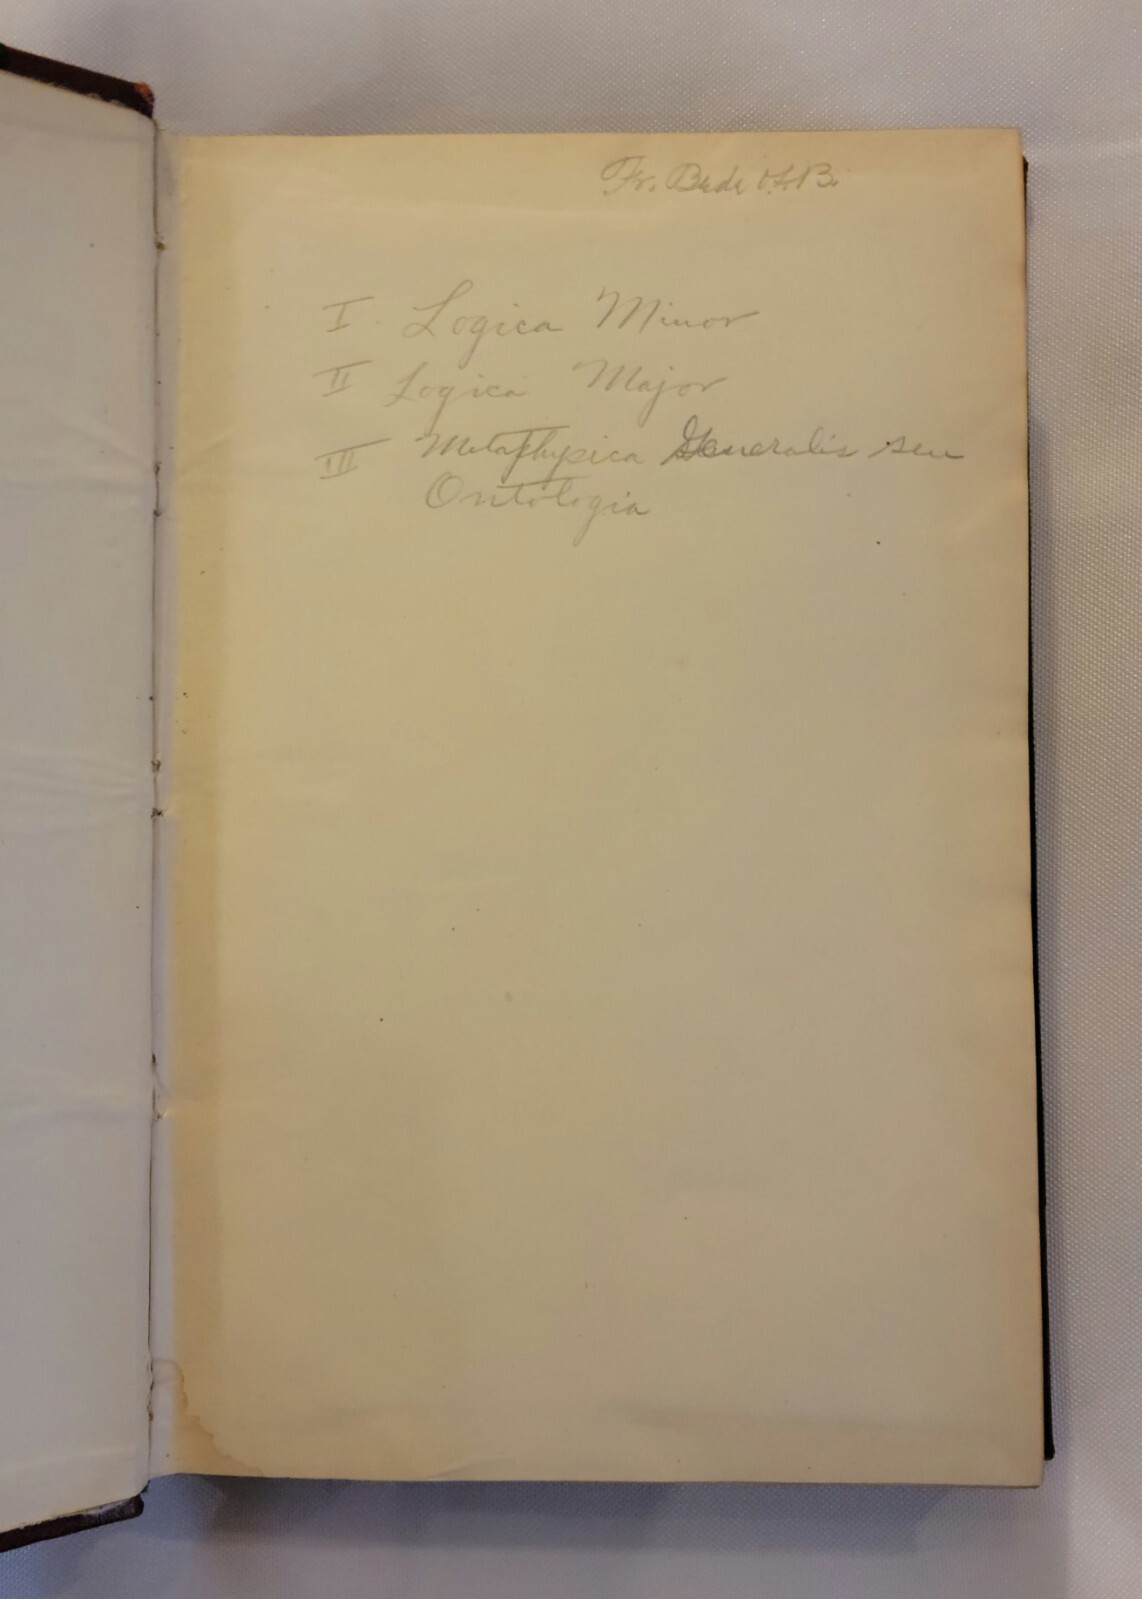 Fr. Bede O.S.B.
I Logica Minor
II Logica Major
III Metaphysica Generalis seu
Ontologia